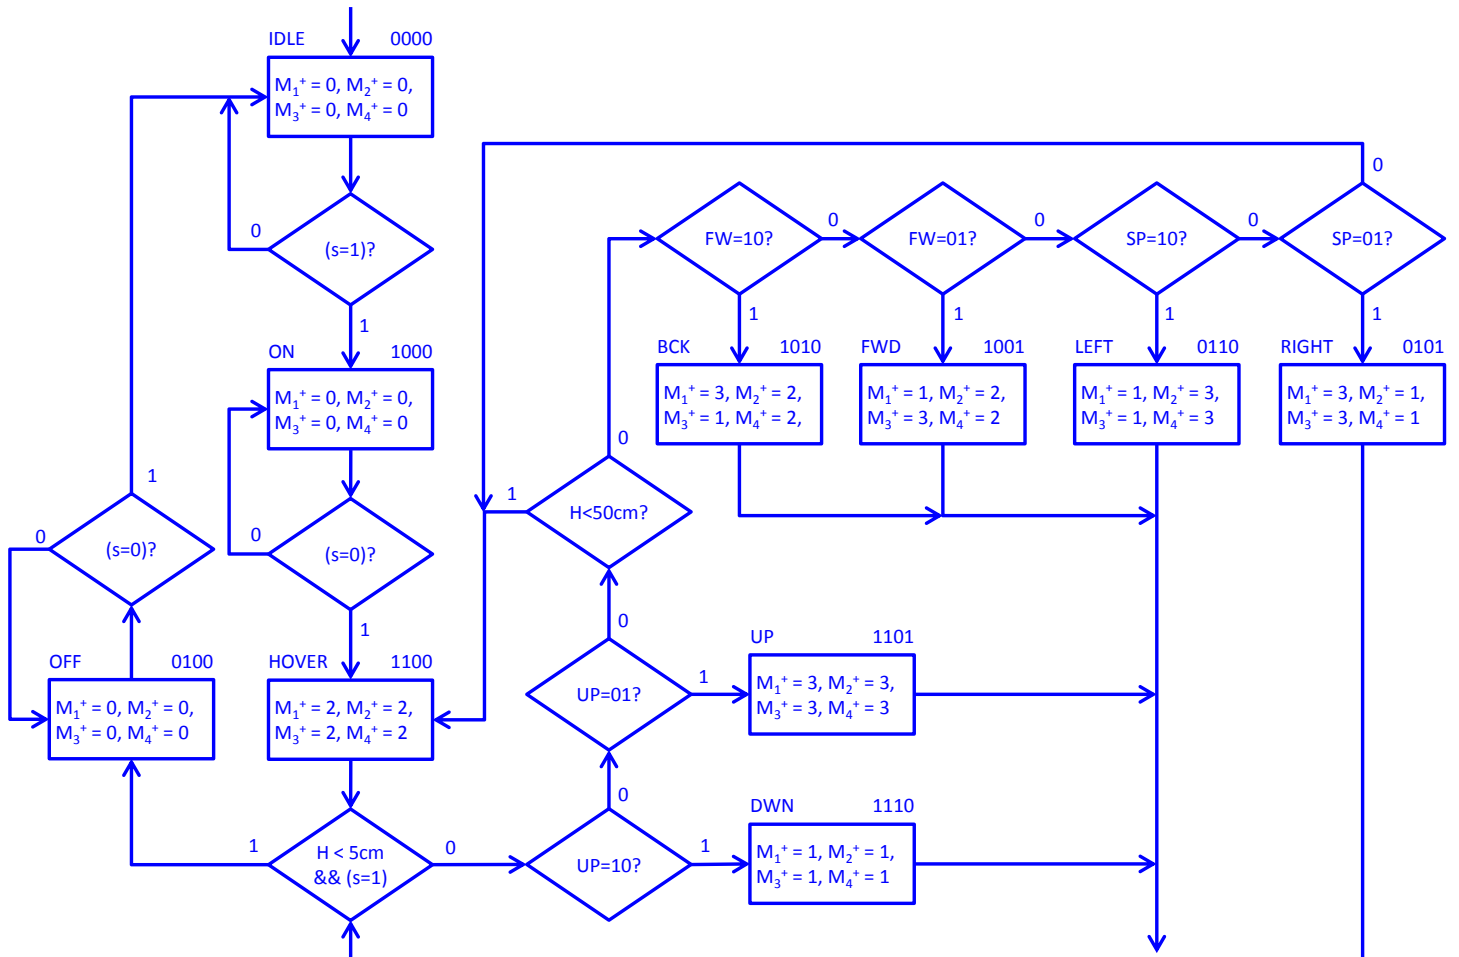 IDLE 0000
M₁⁺ = 0, M₂⁺ = 0,
M₃⁺ = 0, M₄⁺ = 0
0
(s=1)?
1
ON 1000
M₁⁺ = 0, M₂⁺ = 0,
M₃⁺ = 0, M₄⁺ = 0
0
(s=0)?
1
HOVER 1100
M₁⁺ = 2, M₂⁺ = 2,
M₃⁺ = 2, M₄⁺ = 2
1
H < 5cm
&& (s=1)
0
1
0
(s=0)?
OFF 0100
M₁⁺ = 0, M₂⁺ = 0,
M₃⁺ = 0, M₄⁺ = 0
UP=10?
1
0
DWN 1110
M₁⁺ = 1, M₂⁺ = 1,
M₃⁺ = 1, M₄⁺ = 1
UP=01?
1
0
UP 1101
M₁⁺ = 3, M₂⁺ = 3,
M₃⁺ = 3, M₄⁺ = 3
1
H<50cm?
0
FW=10?
0
1
BCK 1010
M₁⁺ = 3, M₂⁺ = 2,
M₃⁺ = 1, M₄⁺ = 2,
FW=01?
0
1
FWD 1001
M₁⁺ = 1, M₂⁺ = 2,
M₃⁺ = 3, M₄⁺ = 2
SP=10?
0
1
LEFT 0110
M₁⁺ = 1, M₂⁺ = 3,
M₃⁺ = 1, M₄⁺ = 3
0
SP=01?
1
RIGHT 0101
M₁⁺ = 3, M₂⁺ = 1,
M₃⁺ = 3, M₄⁺ = 1